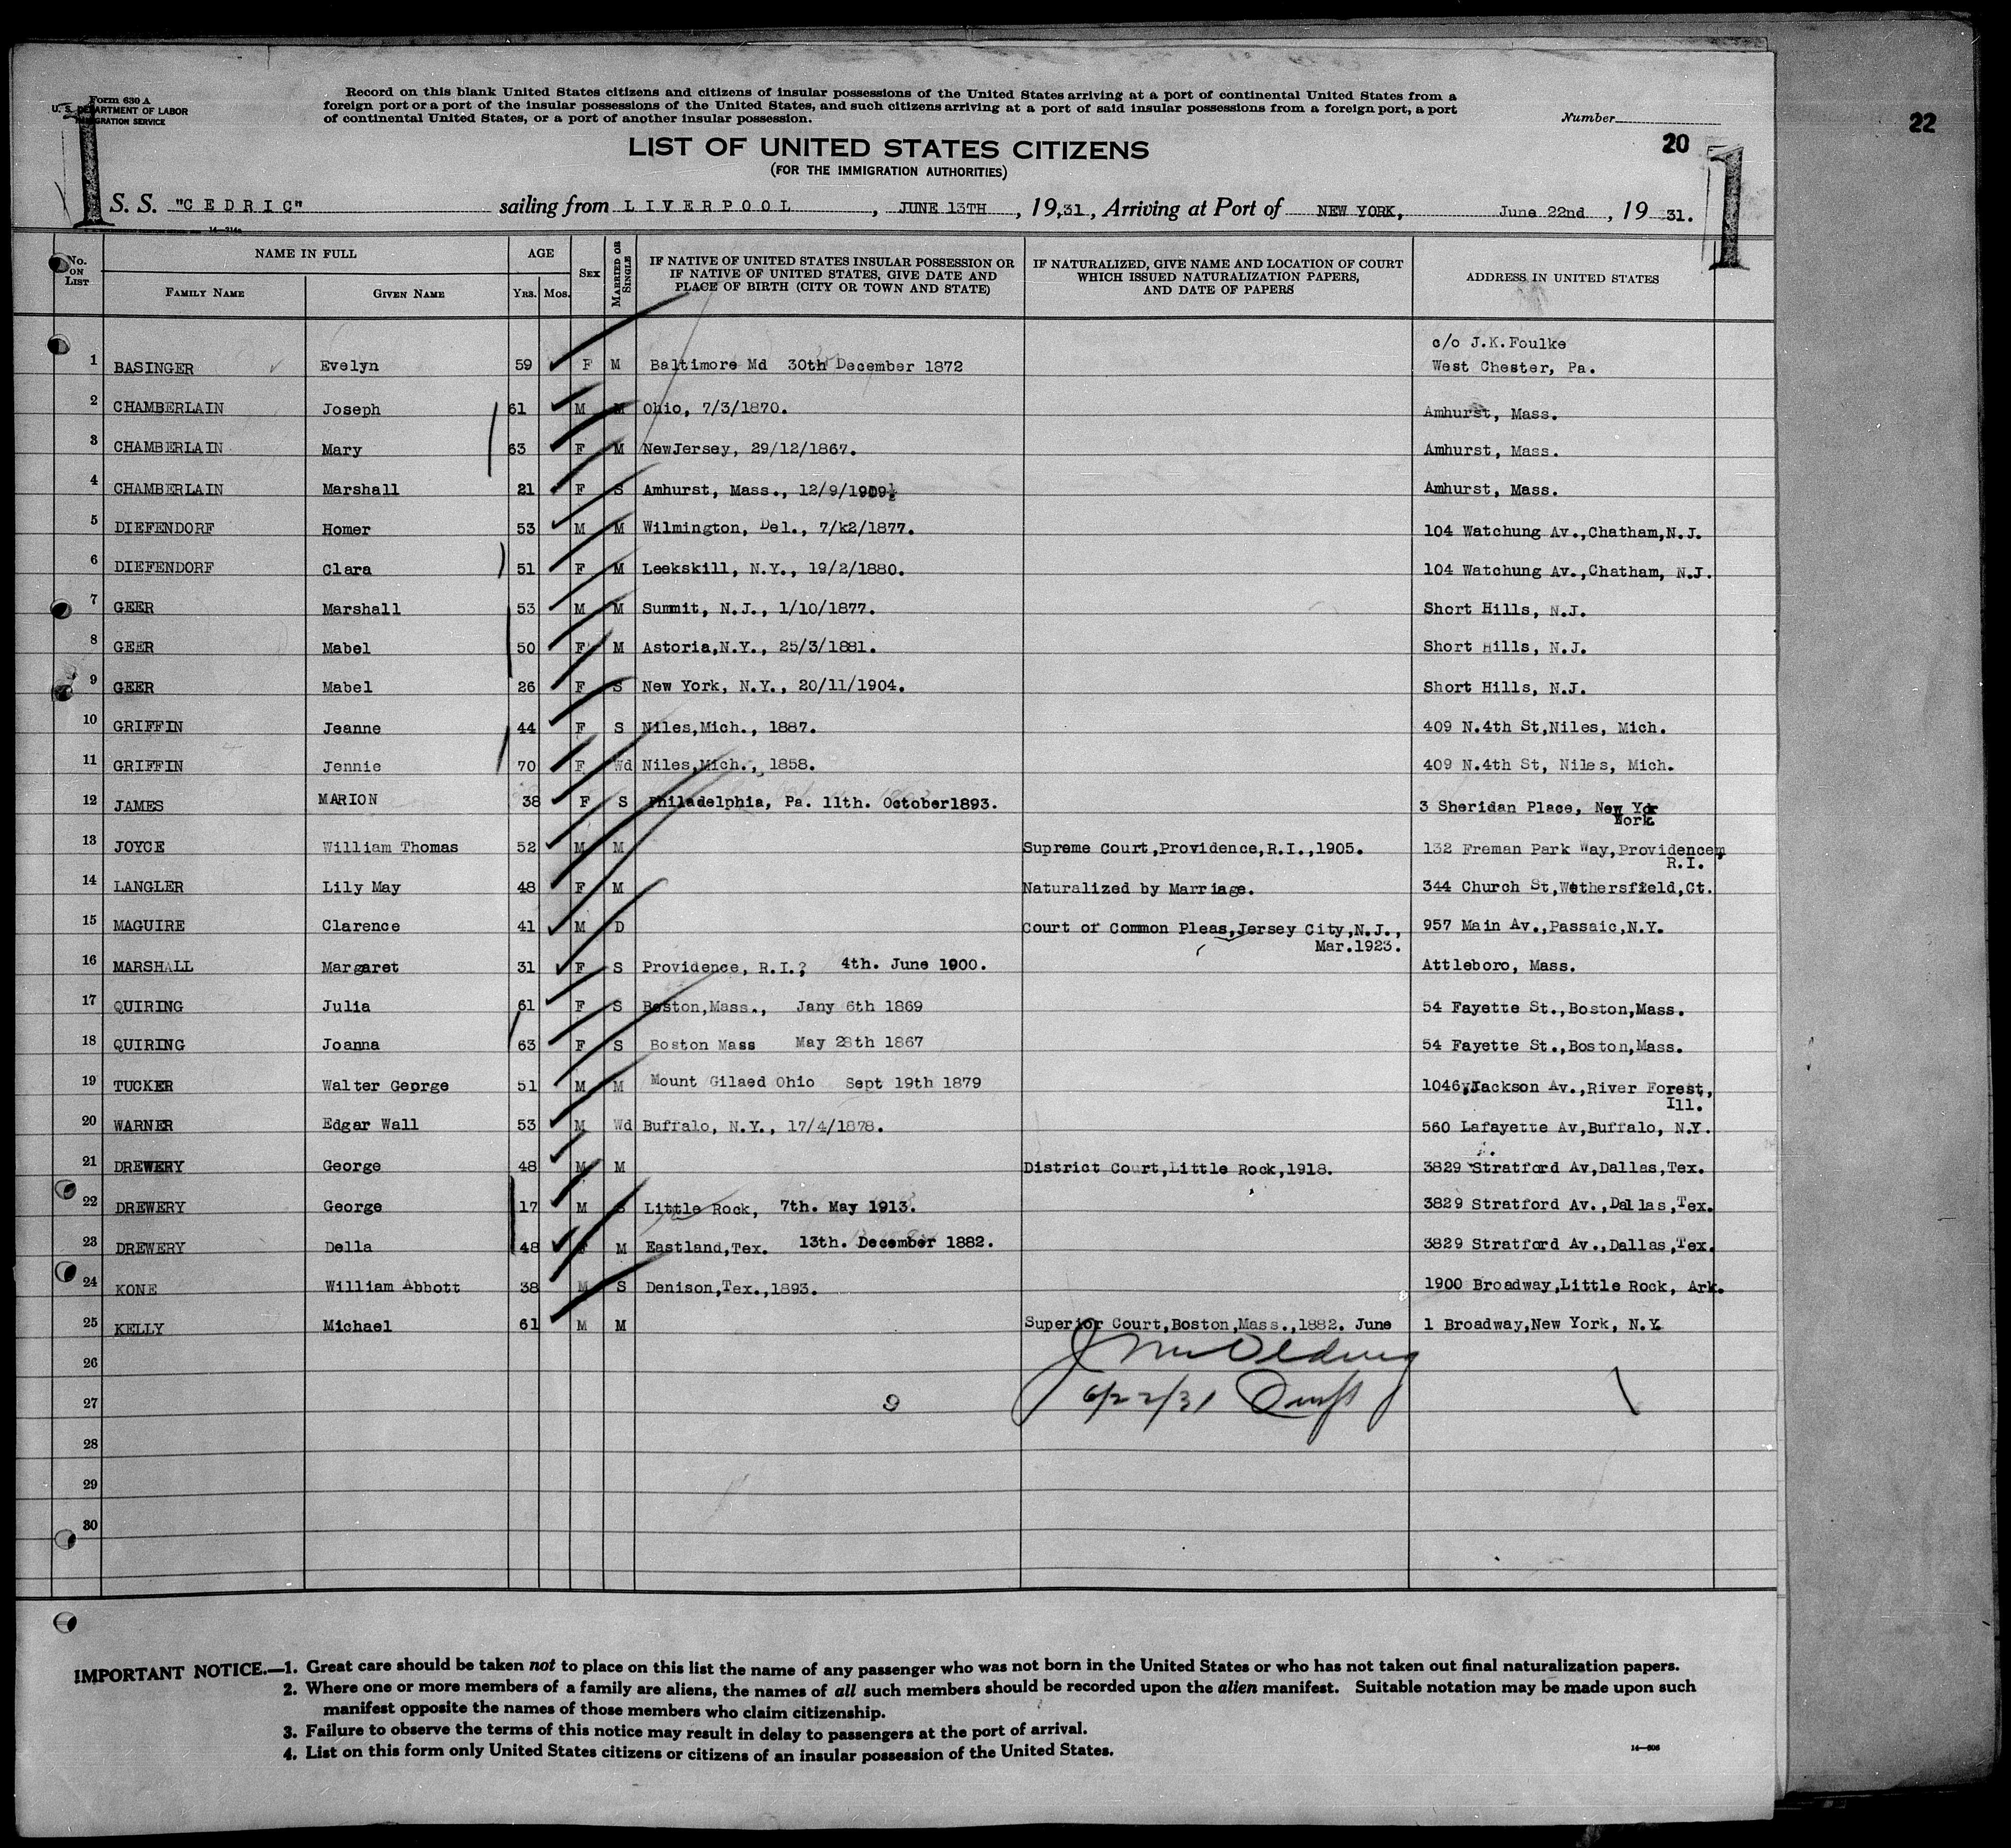 Form 630 A
U. S. DEPARTMENT OF LABOR
IMMIGRATION SERVICE
Record on this blank United States citizens and citizens of insular possessions of the United States arriving at a port of continental United States from a
foreign port or a port of the insular possessions of the United States, and such citizens arriving at a port of said insular possessions from a foreign port, a port
of continental United States, or a port of another insular possession.
Number
22
20
1
1
LIST OF UNITED STATES CITIZENS
(FOR THE IMMIGRATION AUTHORITIES)
S. S. "CEDRIC" sailing from LIVERPOOL, JUNE 13TH, 19,31, Arriving at Port of NEW YORK, June 22nd, 19 31.
No. on List
NAME IN FULL
Family Name
Given Name
AGE
Yrs. Mos.
Sex
Married or Single
IF NATIVE OF UNITED STATES INSULAR POSSESSION OR
IF NATIVE OF UNITED STATES, GIVE DATE AND
PLACE OF BIRTH (CITY OR TOWN AND STATE)
IF NATURALIZED, GIVE NAME AND LOCATION OF COURT
WHICH ISSUED NATURALIZATION PAPERS,
AND DATE OF PAPERS
ADDRESS IN UNITED STATES
c/o J.K.Foulke
1 BASINGER Evelyn 59 F M Baltimore Md 30th December 1872 West Chester, Pa.
2 CHAMBERLAIN Joseph 61 M M Ohio, 7/3/1870. Amhurst, Mass.
3 CHAMBERLAIN Mary 63 F M NewJersey, 29/12/1867. Amhurst, Mass.
4 CHAMBERLAIN Marshall 21 F S Amhurst, Mass., 12/9/1909 Amhurst, Mass.
5 DIEFENDORF Homer 53 M M Wilmington, Del., 7/k2/1877. 104 Watchung Av.,Chatham,N.J.
6 DIEFENDORF Clara 51 F M Leekskill, N.Y., 19/2/1880. 104 Watchung Av.,Chatham, N.J.
7 GEER Marshall 53 M M Summit, N.J., 1/10/1877. Short Hills, N.J.
8 GEER Mabel 50 F M Astoria,N.Y., 25/3/1881. Short Hills, N.J.
9 GEER Mabel 26 F S New York, N.Y., 20/11/1904. Short Hills, N.J.
10 GRIFFIN Jeanne 44 F S Niles,Mich., 1887. 409 N.4th St,Niles, Mich.
11 GRIFFIN Jennie 70 F Wd Niles,Mich., 1858. 409 N.4th St, Niles, Mich.
12 JAMES MARION 38 F S Philadelphia, Pa. 11th. October1893. 3 Sheridan Place, New
York.
13 JOYCE William Thomas 52 M M Supreme Court,Providence,R.I.,1905. 132 Freman Park Way,Providence
R.I.
14 LANGLER Lily May 48 F M Naturalized by Marriage. 344 Church St,Wethersfield,Ct.
15 MAGUIRE Clarence 41 M D Court of Common Pleas,Jersey City,N.J., 957 Main Av.,Passaic,N.Y.
Mar.1923.
16 MARSHALL Margaret 31 F S Providence, R.I., 4th. June 1900. Attleboro, Mass.
17 QUIRING Julia 61 F S Boston,Mass., Jany 6th 1869 54 Fayette St.,Boston,Mass.
18 QUIRING Joanna 63 F S Boston Mass May 28th 1867 54 Fayette St.,Boston,Mass.
19 TUCKER Walter George 51 M M Mount Gilaed Ohio Sept 19th 1879 1046 Jackson Av.,River Forest,
Ill.
20 WARNER Edgar Wall 53 M Wd Buffalo, N.Y., 17/4/1878. 560 Lafayette Av,Buffalo, N.Y.
21 DREWERY George 48 M M District Court,Little Rock,1918. 3829 Stratford Av,Dallas,Tex.
22 DREWERY George 17 M S Little Rock, 7th. May 1913. 3829 Stratford Av.,Dallas,Tex.
23 DREWERY Della 48 F M Eastland,Tex. 13th. December 1882. 3829 Stratford Av.,Dallas,Tex.
24 KONE William Abbott 38 M S Denison,Tex.,1893. 1900 Broadway,Little Rock, Ark.
25 KELLY Michael 61 M M Superior Court,Boston,Mass.,1882. June 1 Broadway,New York, N.Y.
26
27 9 6/22/31
28
29
30
IMPORTANT NOTICE.—1. Great care should be taken not to place on this list the name of any passenger who was not born in the United States or who has not taken out final naturalization papers.
2. Where one or more members of a family are aliens, the names of all such members should be recorded upon the alien manifest. Suitable notation may be made upon such
manifest opposite the names of those members who claim citizenship.
3. Failure to observe the terms of this notice may result in delay to passengers at the port of arrival.
4. List on this form only United States citizens or citizens of an insular possession of the United States.
14—606